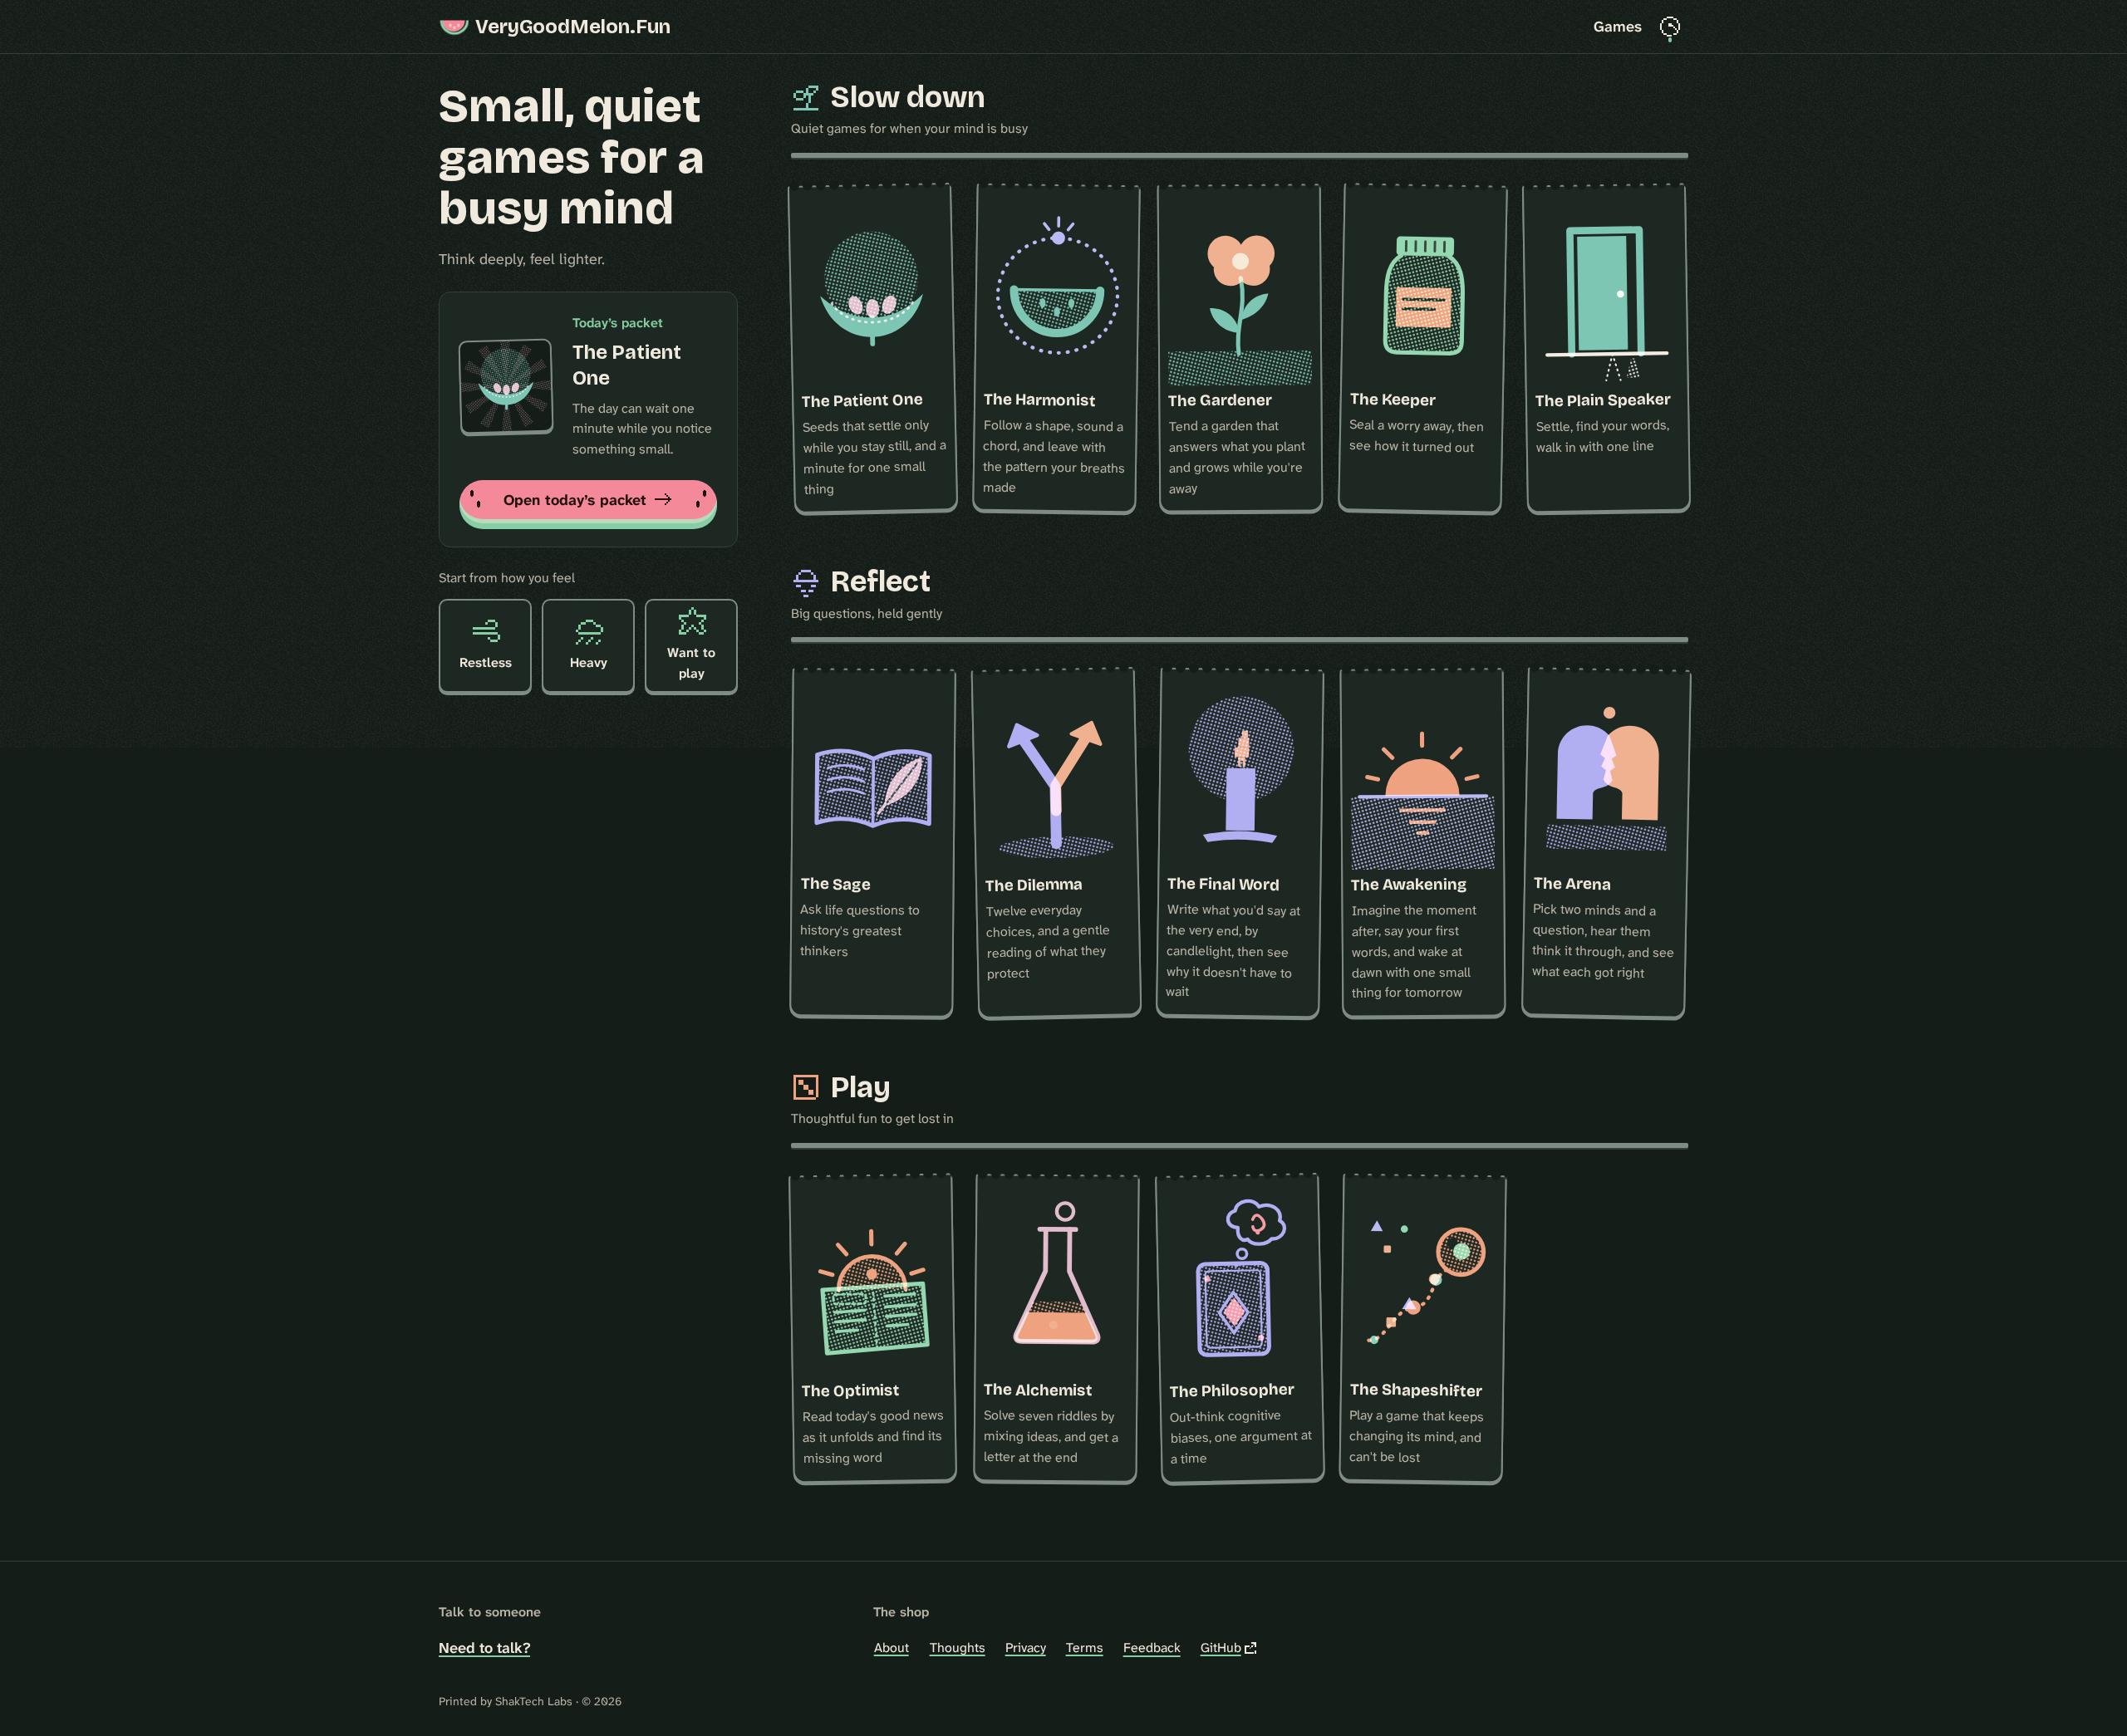 VeryGoodMelon.Fun
Games
Small, quiet
games for a
busy mind
Think deeply, feel lighter.
Today's packet
The Patient
One
The day can wait one
minute while you notice
something small.
Open today's packet
Start from how you feel
Restless
Heavy
Want to
play
Slow down
Quiet games for when your mind is busy
The Patient One
Seeds that settle only
while you stay still, and a
minute for one small
thing
The Harmonist
Follow a shape, sound a
chord, and leave with
the pattern your breaths
made
The Gardener
Tend a garden that
answers what you plant
and grows while you're
away
The Keeper
Seal a worry away, then
see how it turned out
The Plain Speaker
Settle, find your words,
walk in with one line
Reflect
Big questions, held gently
The Sage
Ask life questions to
history's greatest
thinkers
The Dilemma
Twelve everyday
choices, and a gentle
reading of what they
protect
The Final Word
Write what you'd say at
the very end, by
candlelight, then see
why it doesn't have to
wait
The Awakening
Imagine the moment
after, say your first
words, and wake at
dawn with one small
thing for tomorrow
The Arena
Pick two minds and a
question, hear them
think it through, and see
what each got right
Play
Thoughtful fun to get lost in
The Optimist
Read today's good news
as it unfolds and find its
missing word
The Alchemist
Solve seven riddles by
mixing ideas, and get a
letter at the end
The Philosopher
Out-think cognitive
biases, one argument at
a time
The Shapeshifter
Play a game that keeps
changing its mind, and
can't be lost
Talk to someone
Need to talk?
The shop
About Thoughts Privacy Terms Feedback GitHub
Printed by ShakTech Labs · © 2026